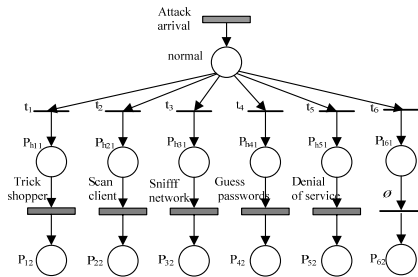 Attack
arrival
normal
t1 t2 t3 t4 t5 t6
Ph11 Ph21 Ph31 Ph41 Ph51 Pl61
Trick shopper
Scan client
Snifff network
Guess passwords
Denial of service
ø
P12 P22 P32 P42 P52 P62